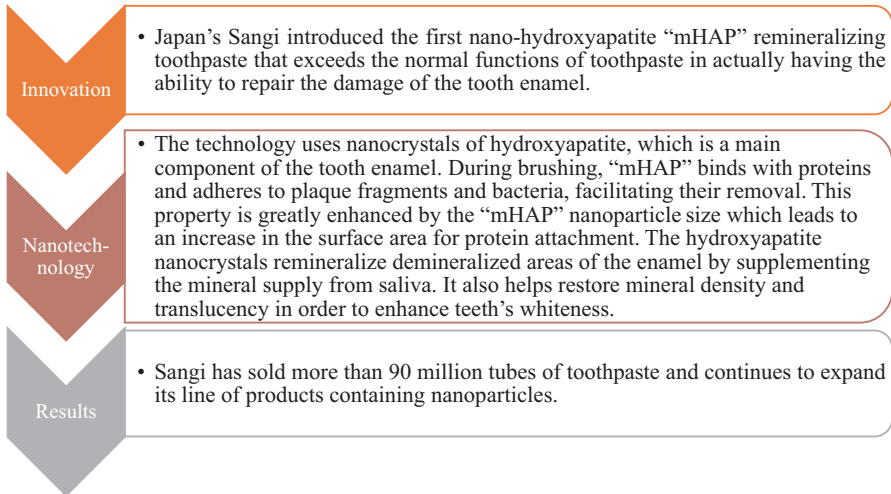 Innovation
• Japan's Sangi introduced the first nano-hydroxyapatite “mHAP” remineralizing
toothpaste that exceeds the normal functions of toothpaste in actually having the
ability to repair the damage of the tooth enamel.
Nanotech-
nology
• The technology uses nanocrystals of hydroxyapatite, which is a main
component of the tooth enamel. During brushing, “mHAP” binds with proteins
and adheres to plaque fragments and bacteria, facilitating their removal. This
property is greatly enhanced by the “mHAP” nanoparticle size which leads to
an increase in the surface area for protein attachment. The hydroxyapatite
nanocrystals remineralize demineralized areas of the enamel by supplementing
the mineral supply from saliva. It also helps restore mineral density and
translucency in order to enhance teeth's whiteness.
Results
• Sangi has sold more than 90 million tubes of toothpaste and continues to expand
its line of products containing nanoparticles.